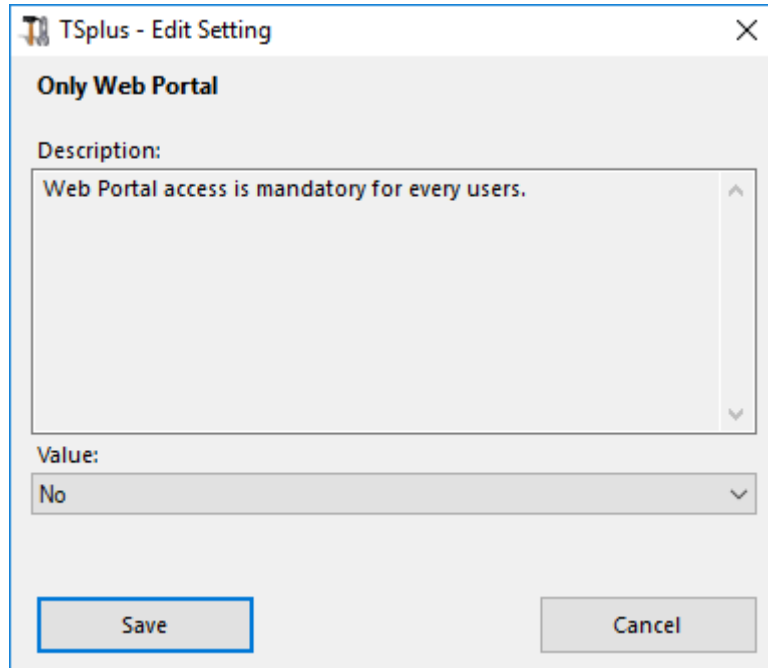 TSplus - Edit Setting
Only Web Portal
Description:
Web Portal access is mandatory for every users.
Value:
No
Save Cancel